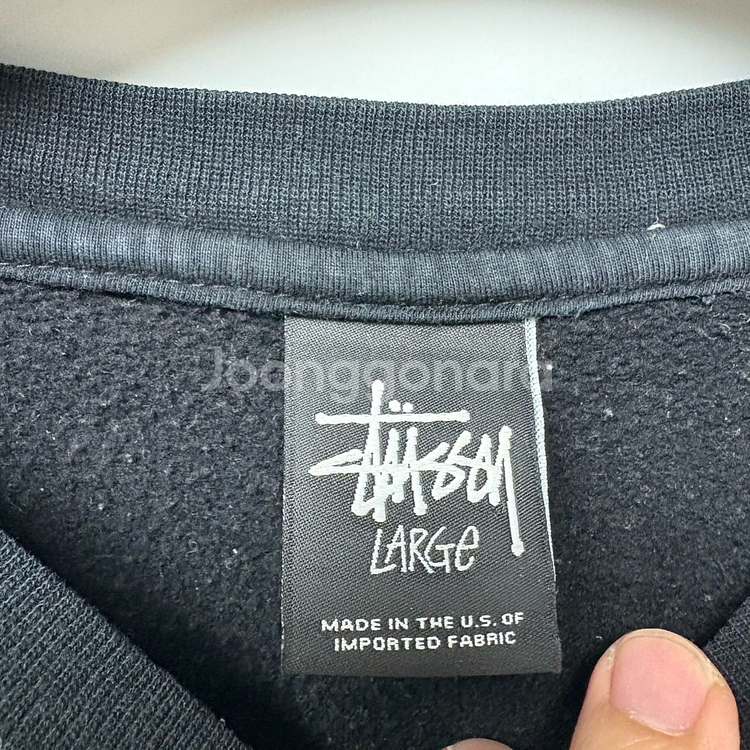 Joonggonara
Stüssy
LARGE
MADE IN THE U.S. OF
IMPORTED FABRIC